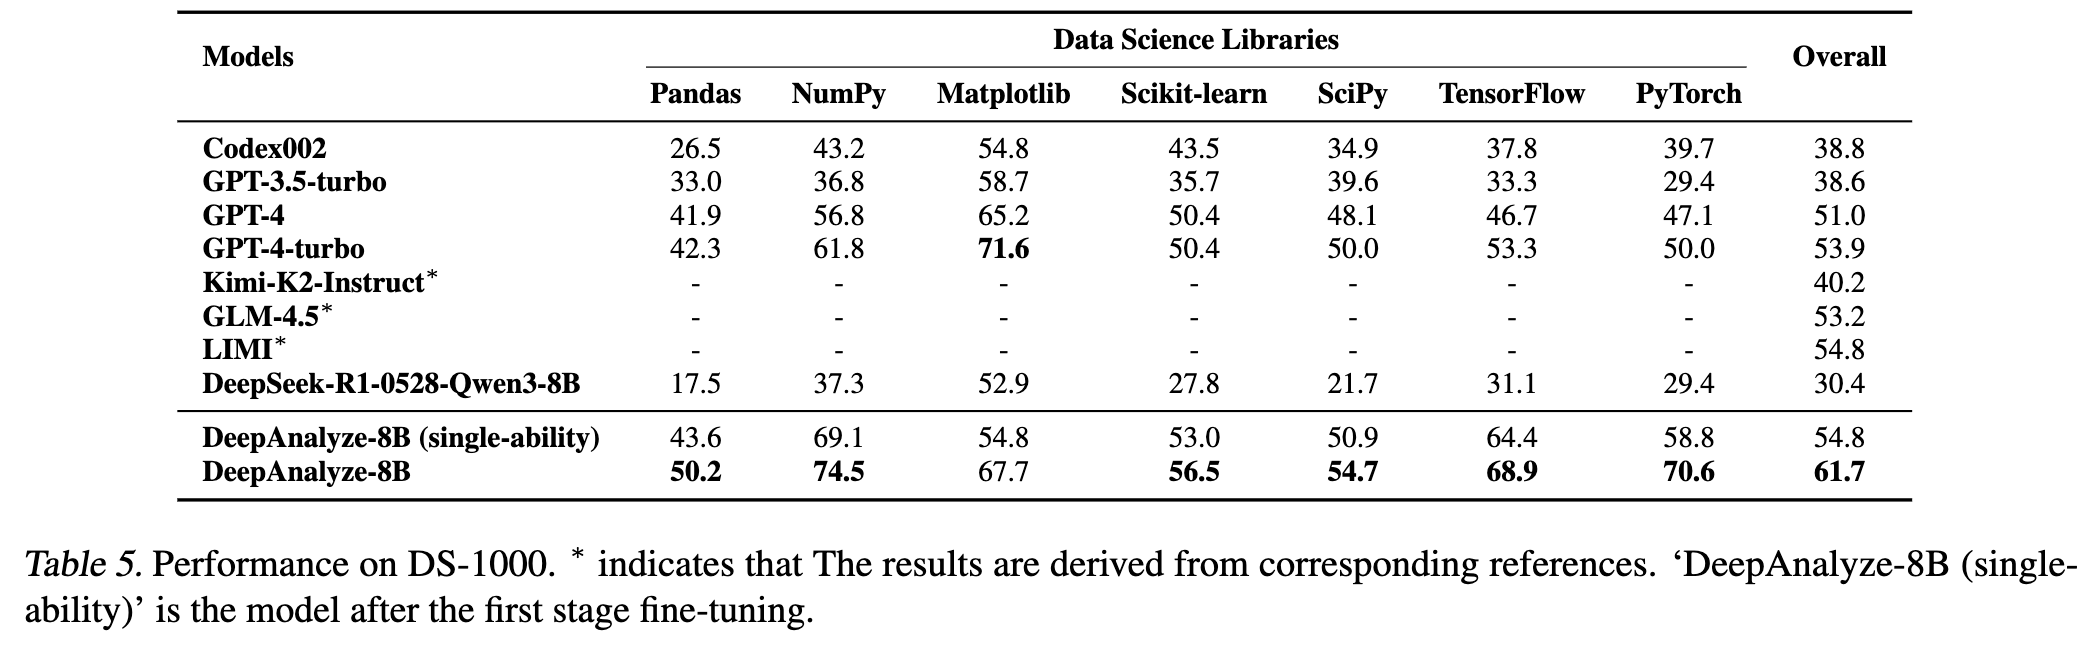 Models Data Science Libraries Overall
Pandas NumPy Matplotlib Scikit-learn SciPy TensorFlow PyTorch
Codex002 26.5 43.2 54.8 43.5 34.9 37.8 39.7 38.8
GPT-3.5-turbo 33.0 36.8 58.7 35.7 39.6 33.3 29.4 38.6
GPT-4 41.9 56.8 65.2 50.4 48.1 46.7 47.1 51.0
GPT-4-turbo 42.3 61.8 71.6 50.4 50.0 53.3 50.0 53.9
Kimi-K2-Instruct* - - - - - - - 40.2
GLM-4.5* - - - - - - - 53.2
LIMI* - - - - - - - 54.8
DeepSeek-R1-0528-Qwen3-8B 17.5 37.3 52.9 27.8 21.7 31.1 29.4 30.4
DeepAnalyze-8B (single-ability) 43.6 69.1 54.8 53.0 50.9 64.4 58.8 54.8
DeepAnalyze-8B 50.2 74.5 67.7 56.5 54.7 68.9 70.6 61.7
Table 5. Performance on DS-1000. * indicates that The results are derived from corresponding references. ‘DeepAnalyze-8B (single-
ability)’ is the model after the first stage fine-tuning.